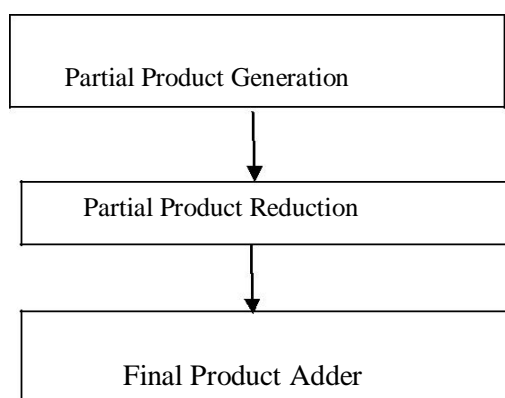 Partial Product Generation
Partial Product Reduction
Final Product Adder